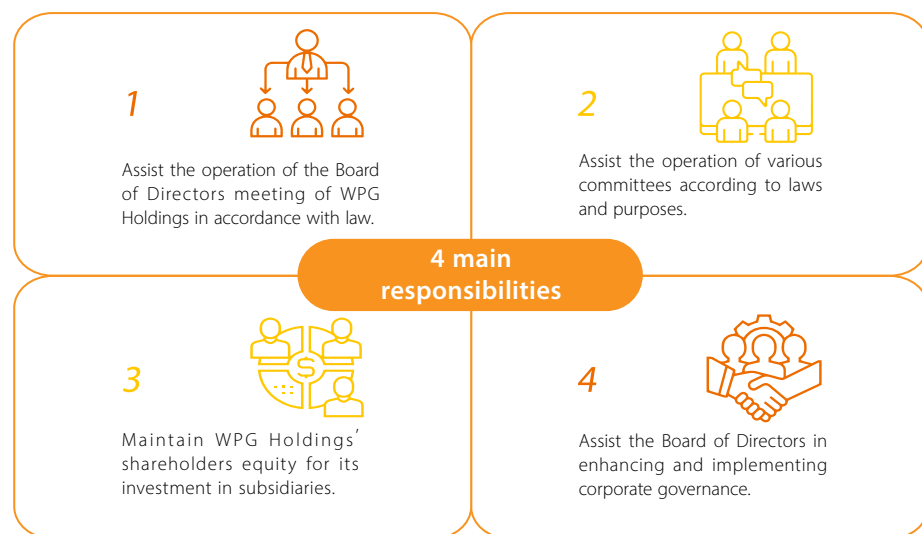 1
Assist the operation of the Board
of Directors meeting of WPG
Holdings in accordance with law.
2
Assist the operation of various
committees according to laws
and purposes.
4 main
responsibilities
3
Maintain WPG Holdings'
shareholders equity for its
investment in subsidiaries.
4
Assist the Board of Directors in
enhancing and implementing
corporate governance.